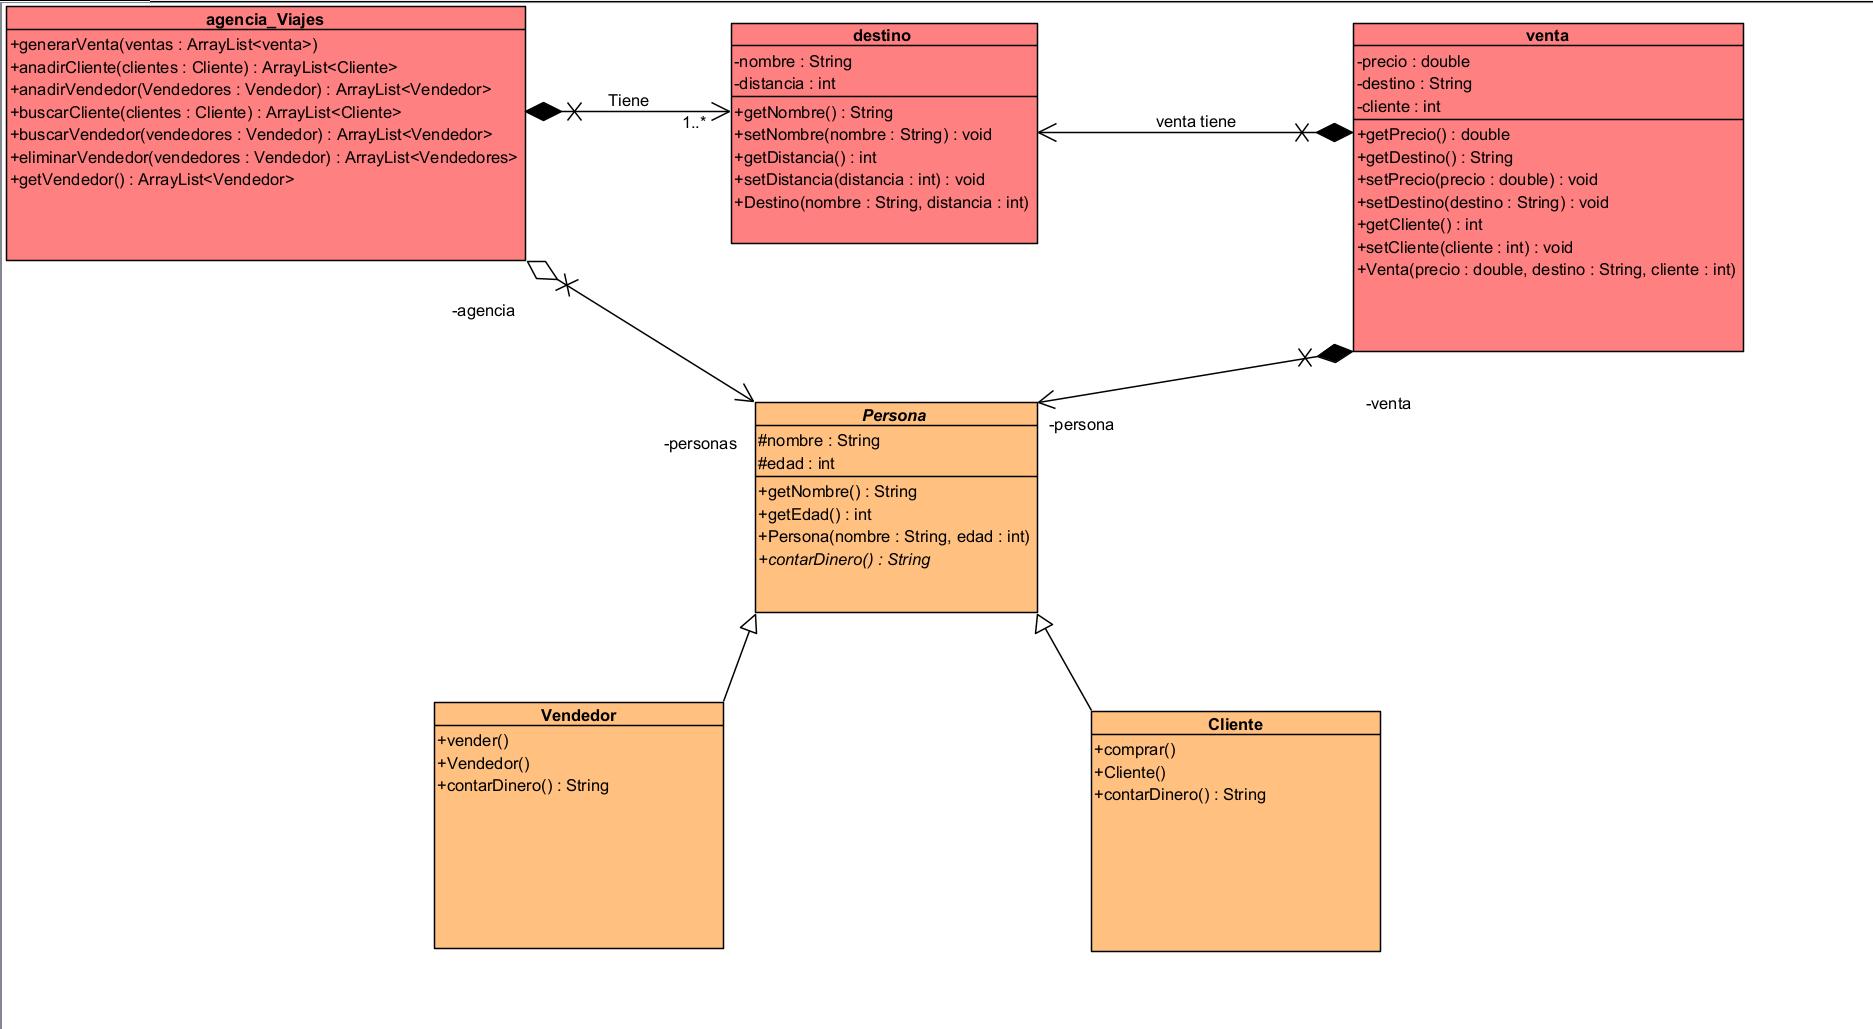 agencia_Viajes
+generarVenta(ventas : ArrayList<venta>)
+anadirCliente(clientes : Cliente) : ArrayList<Cliente>
+anadirVendedor(Vendedores : Vendedor) : ArrayList<Vendedor>
+buscarCliente(clientes : Cliente) : ArrayList<Cliente>
+buscarVendedor(vendedores : Vendedor) : ArrayList<Vendedor>
+eliminarVendedor(vendedores : Vendedor) : ArrayList<Vendedores>
+getVendedor() : ArrayList<Vendedor>
Tiene
1..*
destino
-nombre : String
-distancia : int
+getNombre() : String
+setNombre(nombre : String) : void
+getDistancia() : int
+setDistancia(distancia : int) : void
+Destino(nombre : String, distancia : int)
venta tiene
venta
-precio : double
-destino : String
-cliente : int
+getPrecio() : double
+getDestino() : String
+setPrecio(precio : double) : void
+setDestino(destino : String) : void
+getCliente() : int
+setCliente(cliente : int) : void
+Venta(precio : double, destino : String, cliente : int)
-agencia
-venta
-personas
-persona
Persona
#nombre : String
#edad : int
+getNombre() : String
+getEdad() : int
+Persona(nombre : String, edad : int)
+contarDinero() : String
Vendedor
+vender()
+Vendedor()
+contarDinero() : String
Cliente
+comprar()
+Cliente()
+contarDinero() : String